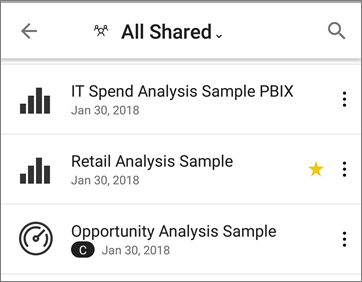 All Shared
IT Spend Analysis Sample PBIX
Jan 30, 2018
Retail Analysis Sample
Jan 30, 2018
Opportunity Analysis Sample
C Jan 30, 2018